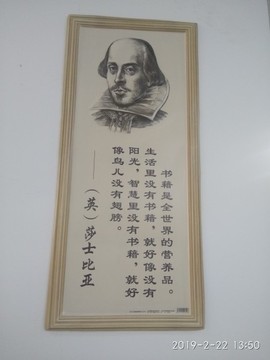 书籍是全世界的营养品。
生活里没有书籍，就好像没有
阳光，智慧里没有书籍，就好
像鸟儿没有翅膀。
——（英）莎士比亚
2019-2-22 13:50